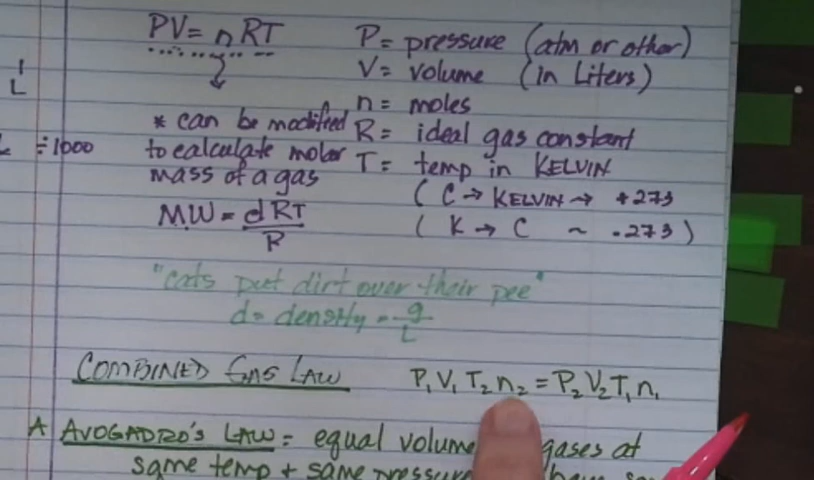 PV = nRT
P = pressure (atm or other)
V = volume (in Liters)
n = moles
R = ideal gas constant
T = temp in KELVIN
(C → KELVIN → +273
(K → C ~ -273)
1
L
÷1000
* can be modified
to calculate molar
mass of a gas
MW = dRT
P
"cats put dirt over their pee"
d = density = g
L
COMBINED GAS LAW P₁V₁T₂n₂ = P₂V₂T₁n₁
A AVOGADRO'S LAW = equal volume gases at
same temp + same pressure